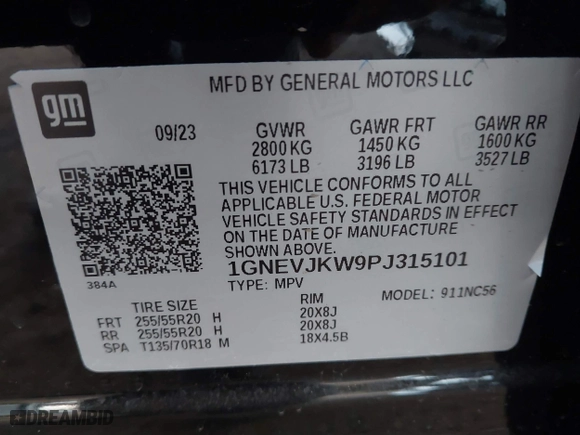 gm
MFD BY GENERAL MOTORS LLC
09/23 GVWR GAWR FRT GAWR RR
2800 KG 1450 KG 1600 KG
6173 LB 3196 LB 3527 LB
THIS VEHICLE CONFORMS TO ALL
APPLICABLE U.S. FEDERAL MOTOR
VEHICLE SAFETY STANDARDS IN EFFECT
ON THE DATE OF MANUFACTURE
SHOWN ABOVE.
384A
1GNEVJKW9PJ315101
TYPE: MPV MODEL: 911NC56
TIRE SIZE RIM
FRT 255/55R20 H 20X8J
RR 255/55R20 H 20X8J
SPA T135/70R18 M 18X4.5B
DREAMBID